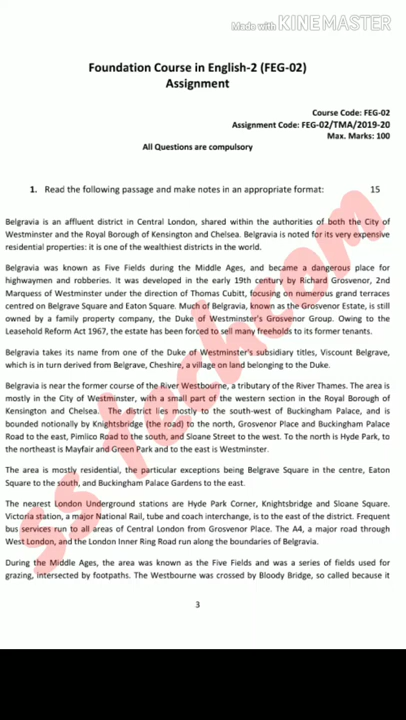 Made with KINEMASTER
Foundation Course in English-2 (FEG-02)
Assignment
Course Code: FEG-02
Assignment Code: FEG-02/TMA/2019-20
Max. Marks: 100
All Questions are compulsory
1. Read the following passage and make notes in an appropriate format: 15
Belgravia is an affluent district in Central London, shared within the authorities of both the City of
Westminster and the Royal Borough of Kensington and Chelsea. Belgravia is noted for its very expensive
residential properties: it is one of the wealthiest districts in the world.
Belgravia was known as Five Fields during the Middle Ages, and became a dangerous place for
highwaymen and robberies. It was developed in the early 19th century by Richard Grosvenor, 2nd
Marquess of Westminster under the direction of Thomas Cubitt, focusing on numerous grand terraces
centred on Belgrave Square and Eaton Square. Much of Belgravia, known as the Grosvenor Estate, is still
owned by a family property company, the Duke of Westminster's Grosvenor Group. Owing to the
Leasehold Reform Act 1967, the estate has been forced to sell many freeholds to its former tenants.
Belgravia takes its name from one of the Duke of Westminster's subsidiary titles, Viscount Belgrave,
which is in turn derived from Belgrave, Cheshire, a village on land belonging to the Duke.
Belgravia is near the former course of the River Westbourne, a tributary of the River Thames. The area is
mostly in the City of Westminster, with a small part of the western section in the Royal Borough of
Kensington and Chelsea. The district lies mostly to the south-west of Buckingham Palace, and is
bounded notionally by Knightsbridge (the road) to the north, Grosvenor Place and Buckingham Palace
Road to the east, Pimlico Road to the south, and Sloane Street to the west. To the north is Hyde Park, to
the northeast is Mayfair and Green Park and to the east is Westminster.
The area is mostly residential, the particular exceptions being Belgrave Square in the centre, Eaton
Square to the south, and Buckingham Palace Gardens to the east.
The nearest London Underground stations are Hyde Park Corner, Knightsbridge and Sloane Square.
Victoria station, a major National Rail, tube and coach interchange, is to the east of the district. Frequent
bus services run to all areas of Central London from Grosvenor Place. The A4, a major road through
West London, and the London Inner Ring Road run along the boundaries of Belgravia.
During the Middle Ages, the area was known as the Five Fields and was a series of fields used for
grazing, intersected by footpaths. The Westbourne was crossed by Bloody Bridge, so called because it
3